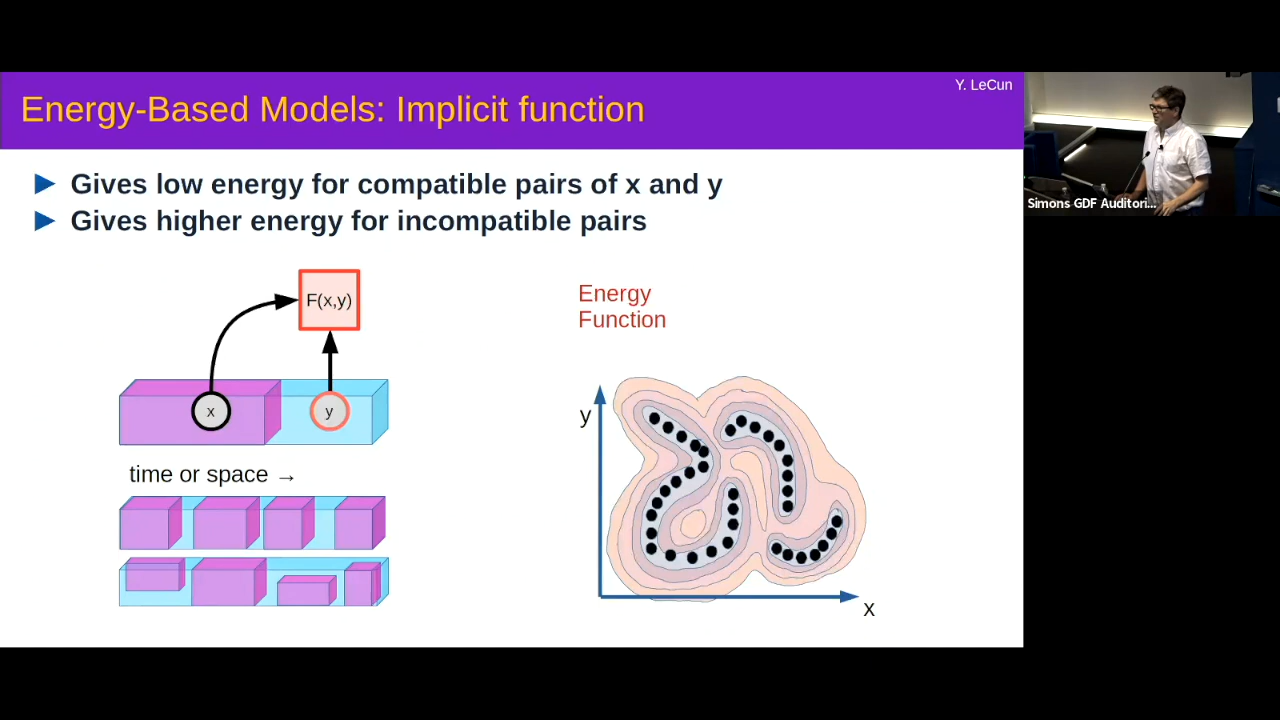 Y. LeCun
Energy-Based Models: Implicit function
Gives low energy for compatible pairs of x and y
Gives higher energy for incompatible pairs
F(x,y)
x
y
time or space →
Energy
Function
y
x
Simons GDF Auditori...